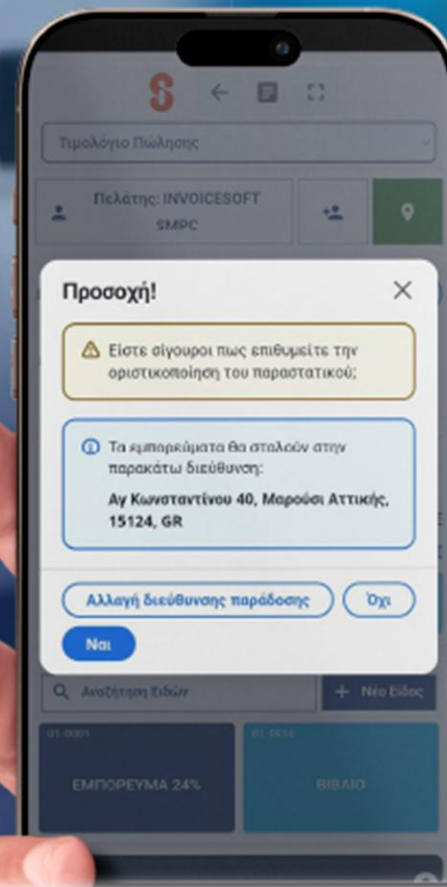 S
Τιμολόγιο Πώλησης
Πελάτης: INVOICESOFT
SMPC
Προσοχή!
Είστε σίγουροι πως επιθυμείτε την
οριστικοποίηση του παραστατικού;
Τα εμπορεύματα θα σταλούν στην
παρακάτω διεύθυνση:
Αγ Κωνσταντίνου 40, Μαρούσι Αττικής,
15124, GR
Αλλαγή διεύθυνσης παράδοσης
Όχι
Ναι
Αναζήτηση Ειδών
+ Νέο Είδος
01-0001
ΕΜΠΟΡΕΥΜΑ 24%
ΒΙΒΛΙΟ